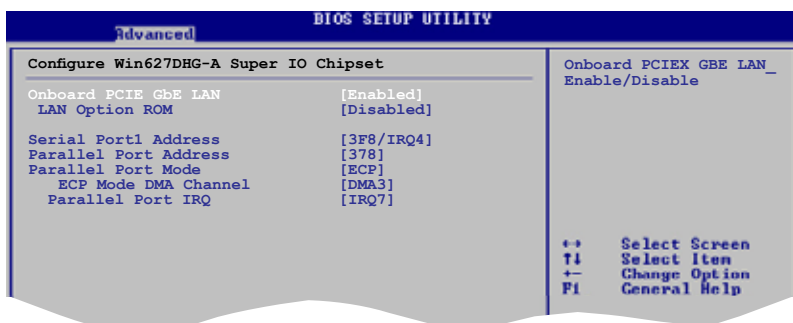 BIOS SETUP UTILITY
Advanced
Configure Win627DHG-A Super IO Chipset
Onboard PCIE GbE LAN [Enabled]
LAN Option ROM [Disabled]
Serial Port1 Address [3F8/IRQ4]
Parallel Port Address [378]
Parallel Port Mode [ECP]
ECP Mode DMA Channel [DMA3]
Parallel Port IRQ [IRQ7]
Onboard PCIEX GBE LAN_
Enable/Disable
←→ Select Screen
↑↓ Select Item
+- Change Option
F1 General Help